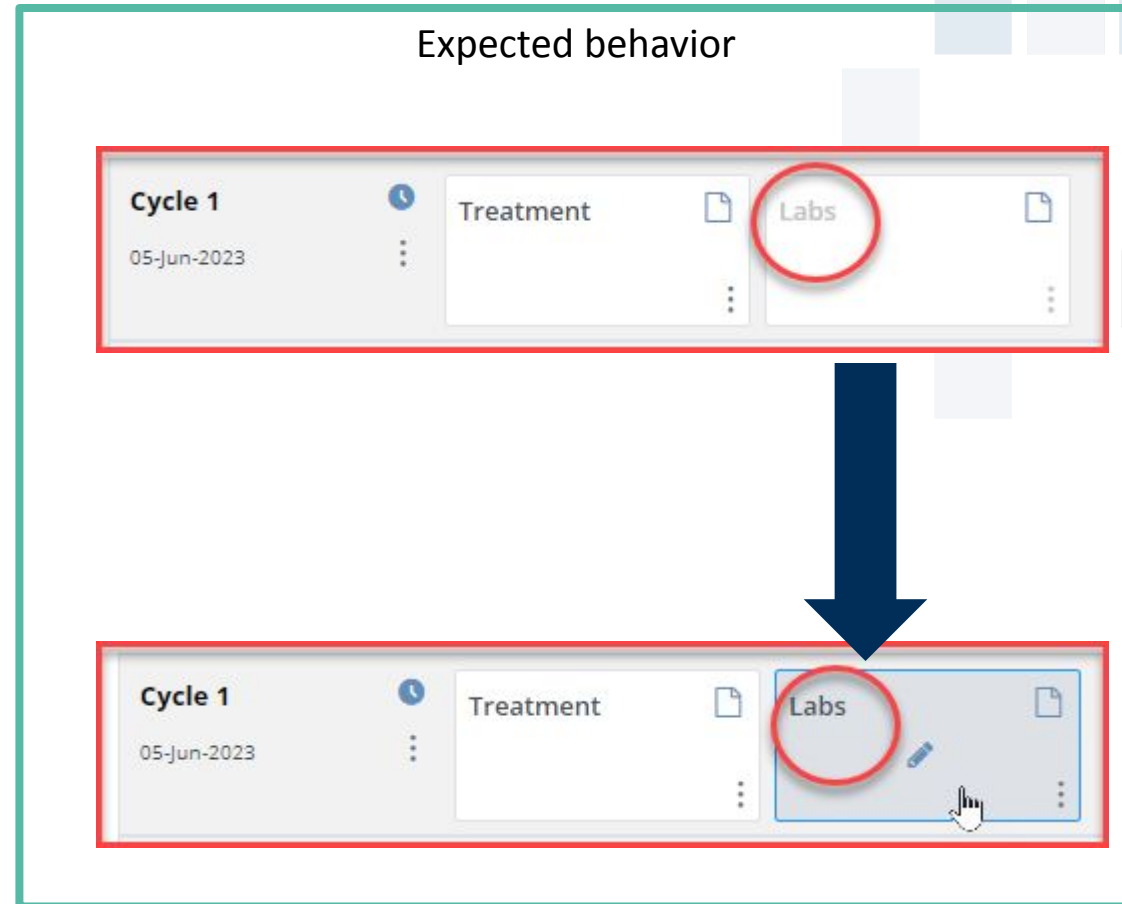 Expected behavior
Cycle 1
Treatment
Labs
05-Jun-2023
Cycle 1
Treatment
Labs
05-Jun-2023